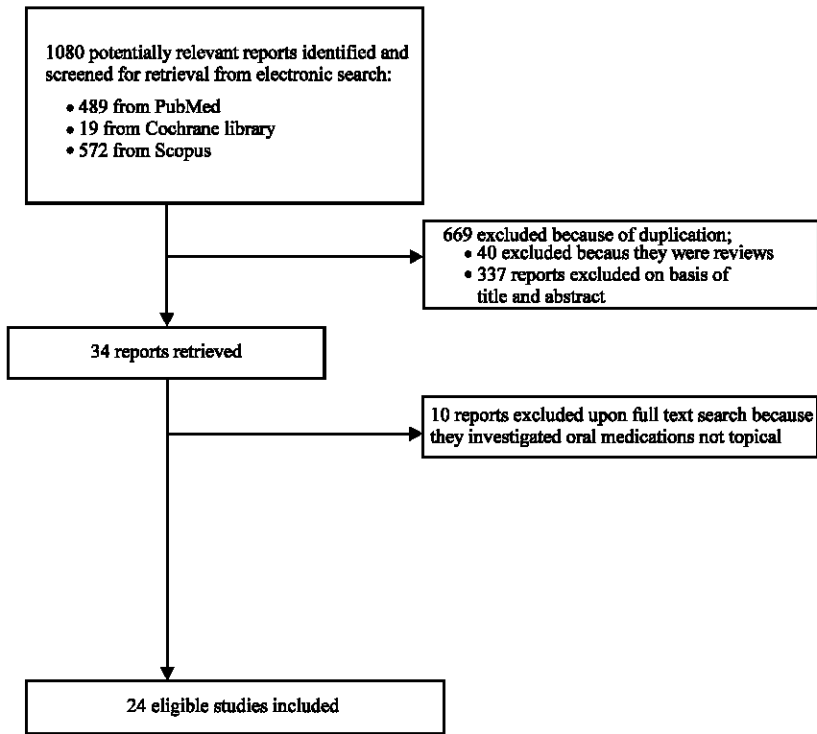 1080 potentially relevant reports identified and
screened for retrieval from electronic search:
• 489 from PubMed
• 19 from Cochrane library
• 572 from Scopus
669 excluded because of duplication;
• 40 excluded becaus they were reviews
• 337 reports excluded on basis of
title and abstract
34 reports retrieved
10 reports excluded upon full text search because
they investigated oral medications not topical
24 eligible studies included